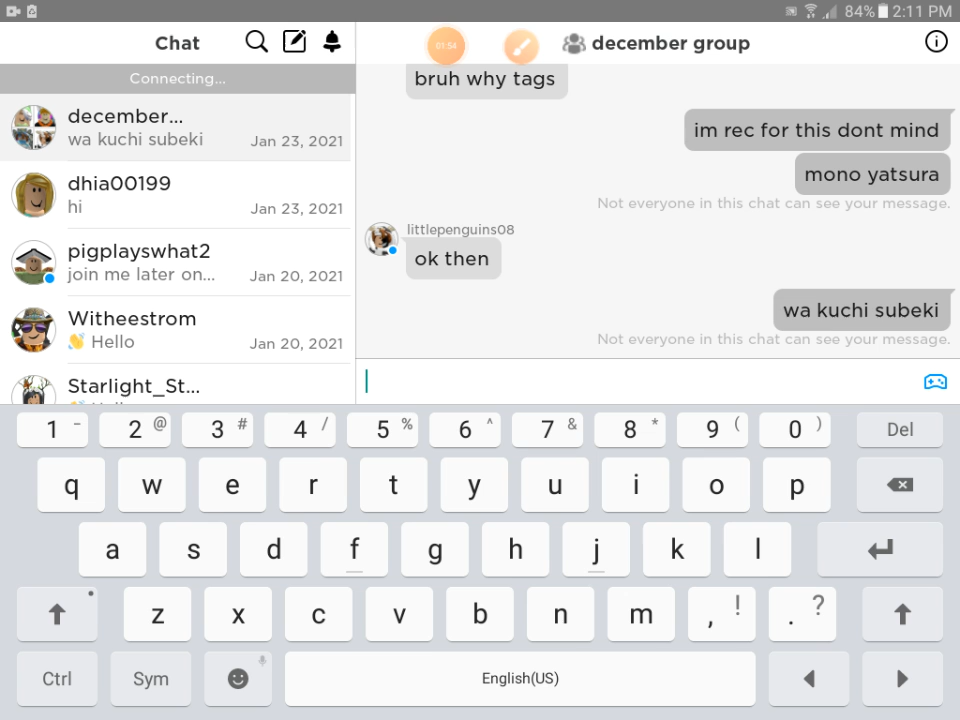 84% 2:11 PM
Chat
Connecting...
december...
wa kuchi subeki
Jan 23, 2021
dhia00199
hi
Jan 23, 2021
pigplayswhat2
join me later on...
Jan 20, 2021
Witheestrom
👋 Hello
Jan 20, 2021
Starlight_St...
01:54
december group
bruh why tags
im rec for this dont mind
mono yatsura
Not everyone in this chat can see your message.
littlepenguins08
ok then
wa kuchi subeki
Not everyone in this chat can see your message.
1 - 2 @ 3 # 4 / 5 % 6 ^ 7 & 8 * 9 ( 0 ) Del
q w e r t y u i o p
a s d f g h j k l
z x c v b n m , ! . ?
Ctrl Sym English(US)